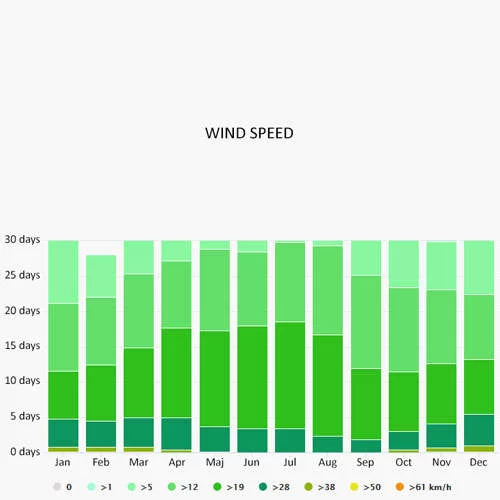 WIND SPEED
30 days
25 days
20 days
15 days
10 days
5 days
0 days
Jan Feb Mar Apr Maj Jun Jul Aug Sep Oct Nov Dec
0 >1 >5 >12 >19 >28 >38 >50 >61 km/h